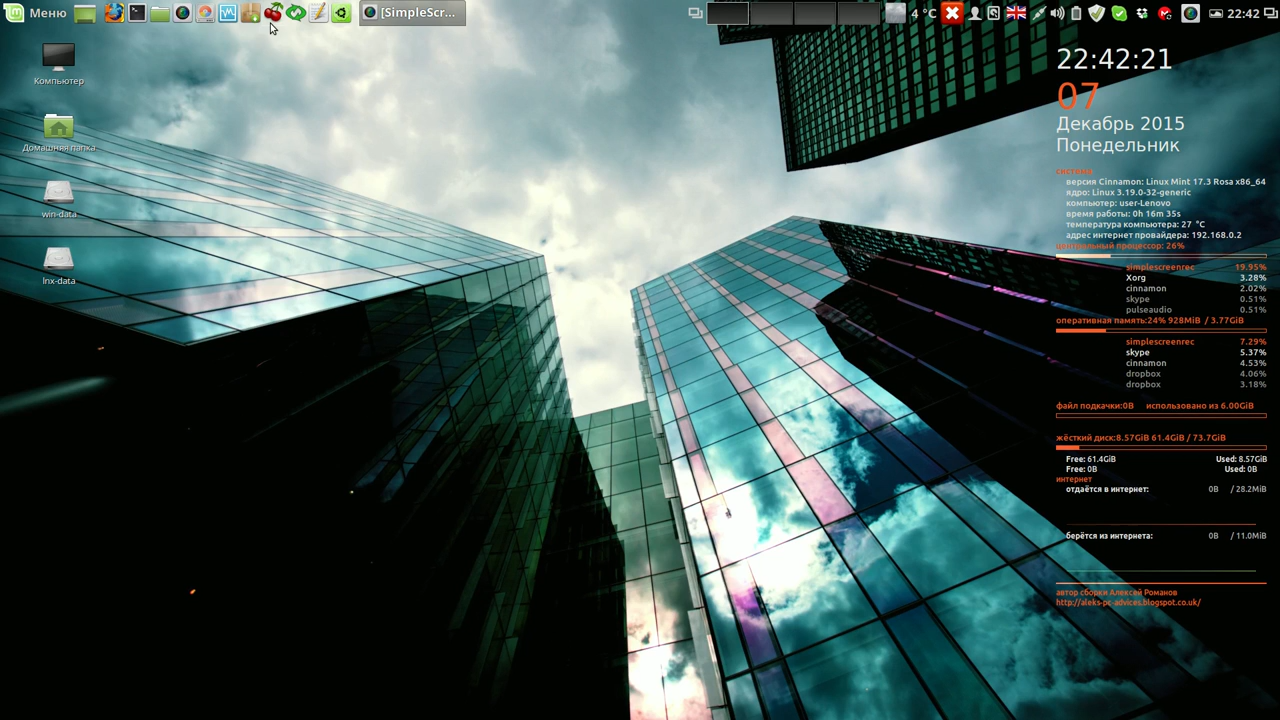 Меню
[SimpleScr...
4 °C
22:42
Компьютер
Домашняя папка
win-data
lnx-data
22:42:21
07
Декабрь 2015
Понедельник
система
версия Cinnamon: Linux Mint 17.3 Rosa x86_64
ядро: Linux 3.19.0-32-generic
компьютер: user-Lenovo
время работы: 0h 16m 35s
температура компьютера: 27 °C
адрес интернет провайдера: 192.168.0.2
центральный процессор: 26%
simplescreenrec 19.95%
Xorg 3.28%
cinnamon 2.02%
skype 0.51%
pulseaudio 0.51%
оперативная память:24% 928MiB / 3.77GiB
simplescreenrec 7.29%
skype 5.37%
cinnamon 4.53%
dropbox 4.06%
dropbox 3.18%
файл подкачки:0B использовано из 6.00GiB
жёсткий диск:8.57GiB 61.4GiB / 73.7GiB
Free: 61.4GiB Used: 8.57GiB
Free: 0B Used: 0B
интернет
отдаётся в интернет: 0B / 28.2MiB
берётся из интернета: 0B / 11.0MiB
автор сборки Алексей Романов
http://aleks-pc-advices.blogspot.co.uk/